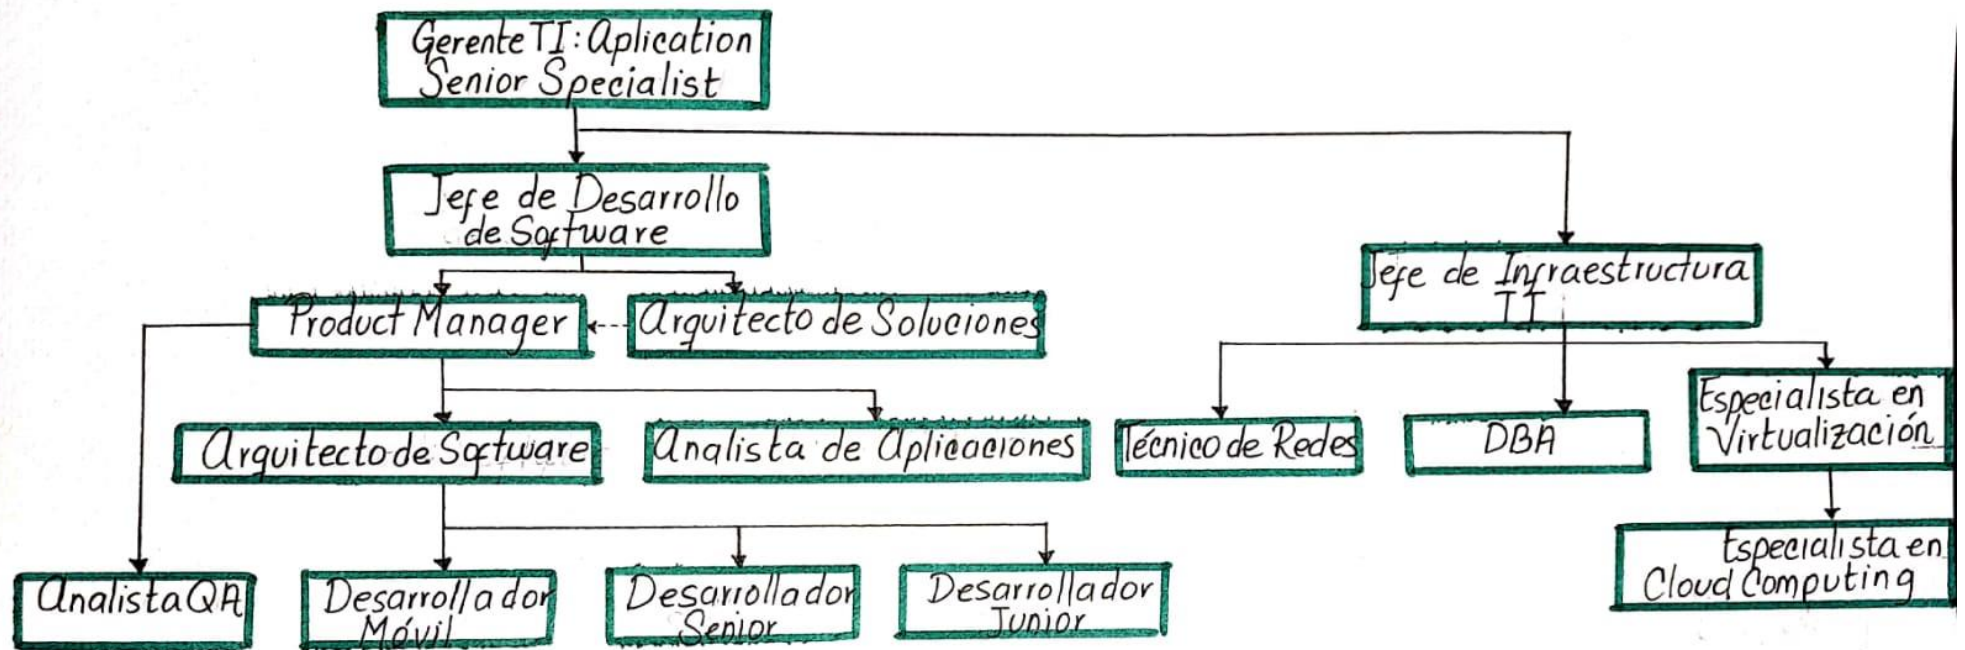 Gerente TI: Aplication
Senior Specialist
Jefe de Desarrollo
de Software
Jefe de Infraestructura
TI
Product Manager
Arquitecto de Soluciones
Especialista en
Virtualización
Arquitecto de Software
Analista de Aplicaciones
Técnico de Redes
DBA
Especialista en
Cloud Computing
Analista QA
Desarrollador
Móvil
Desarrollador
Senior
Desarrollador
Junior